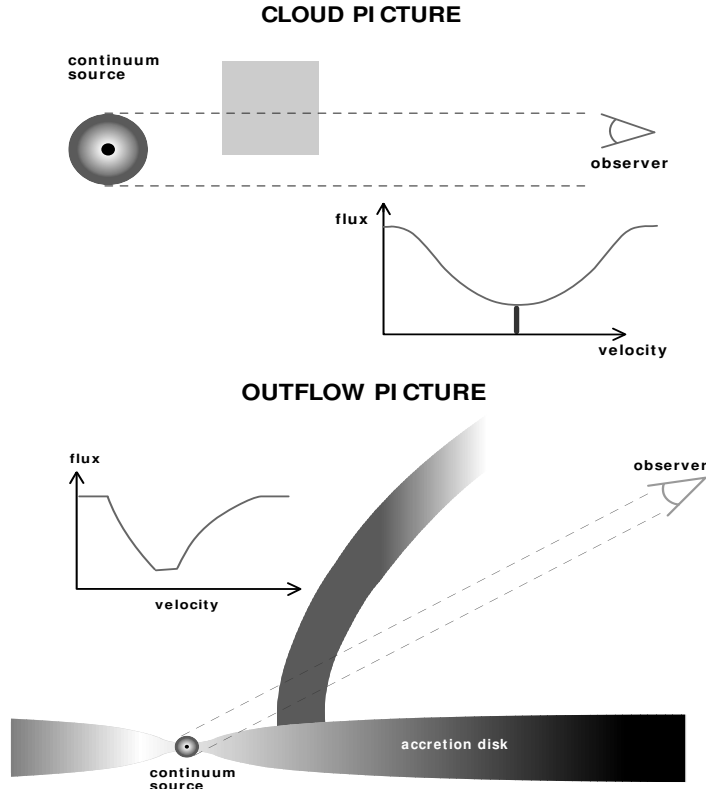 CLOUD PICTURE
continuum
source
observer
flux
velocity
OUTFLOW PICTURE
flux
observer
velocity
accretion disk
continuum
source